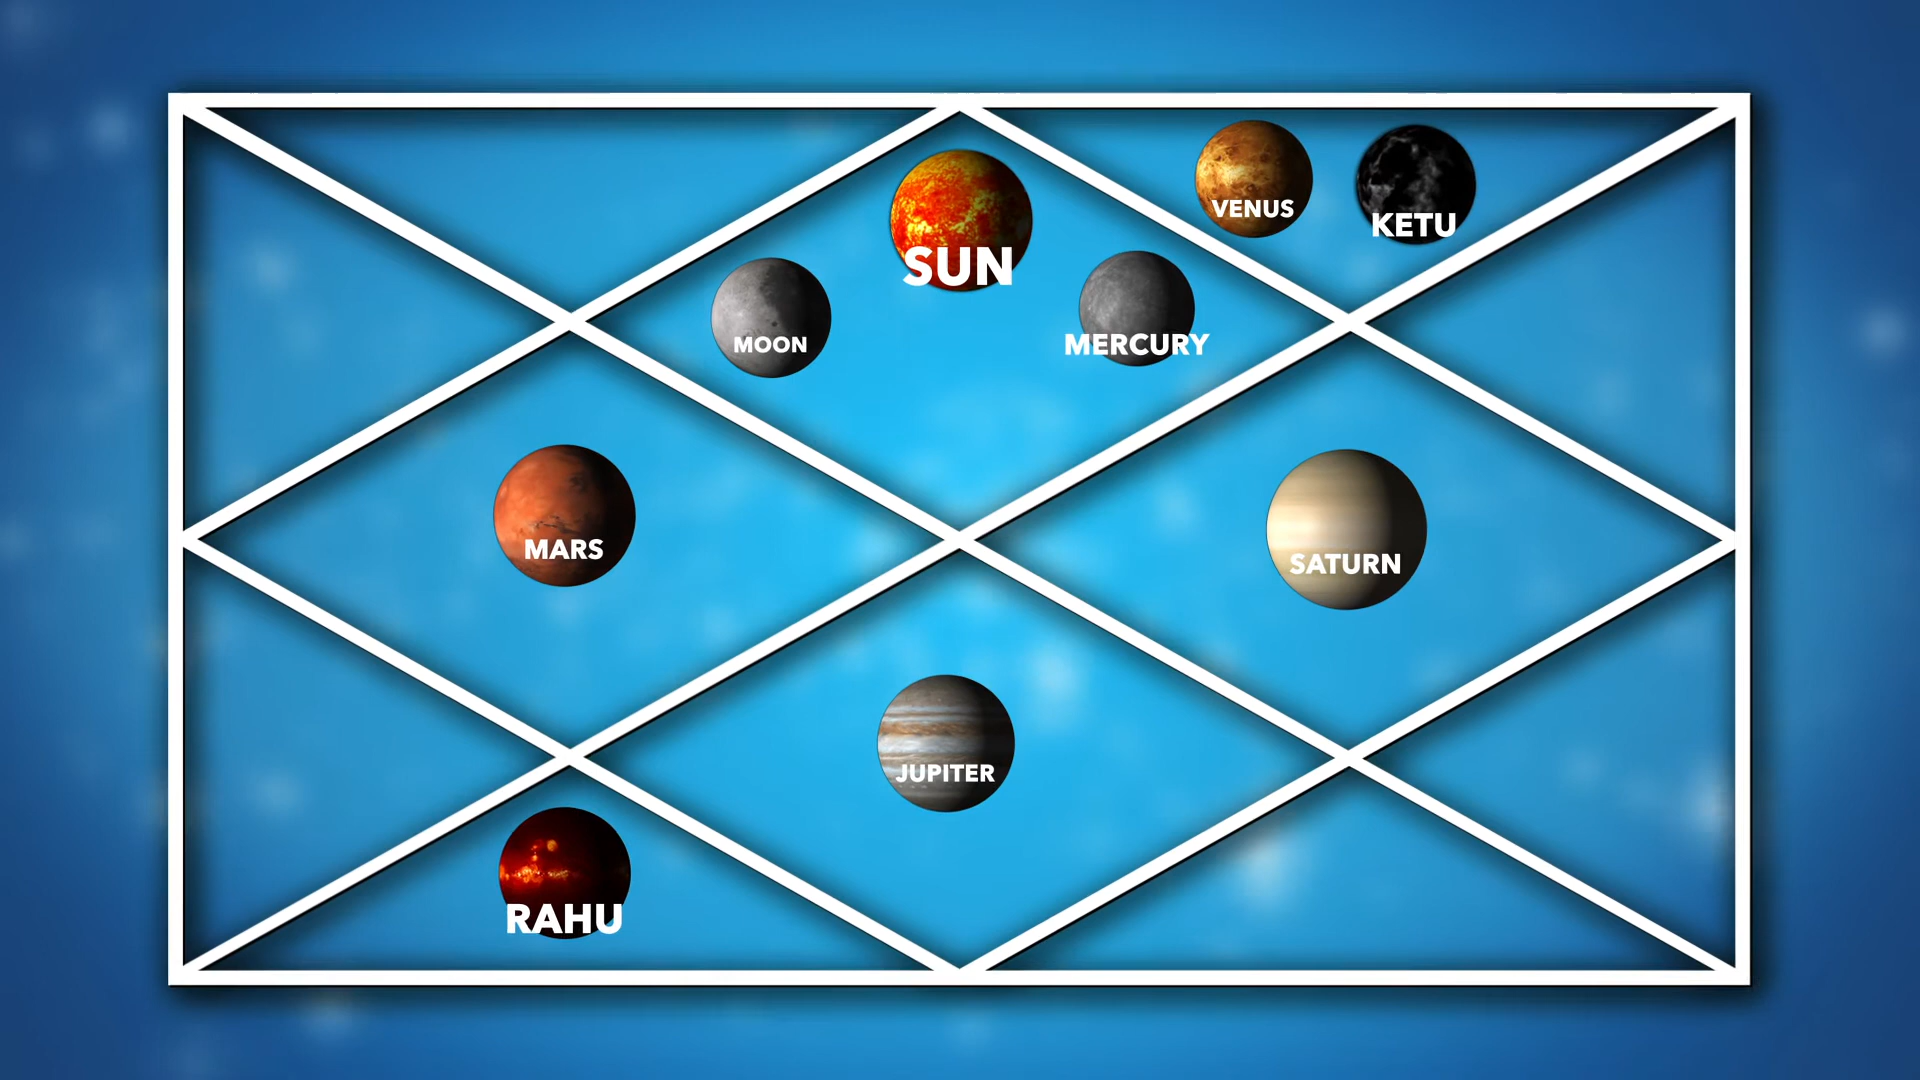 VENUS
KETU
SUN
MOON
MERCURY
MARS
SATURN
JUPITER
RAHU